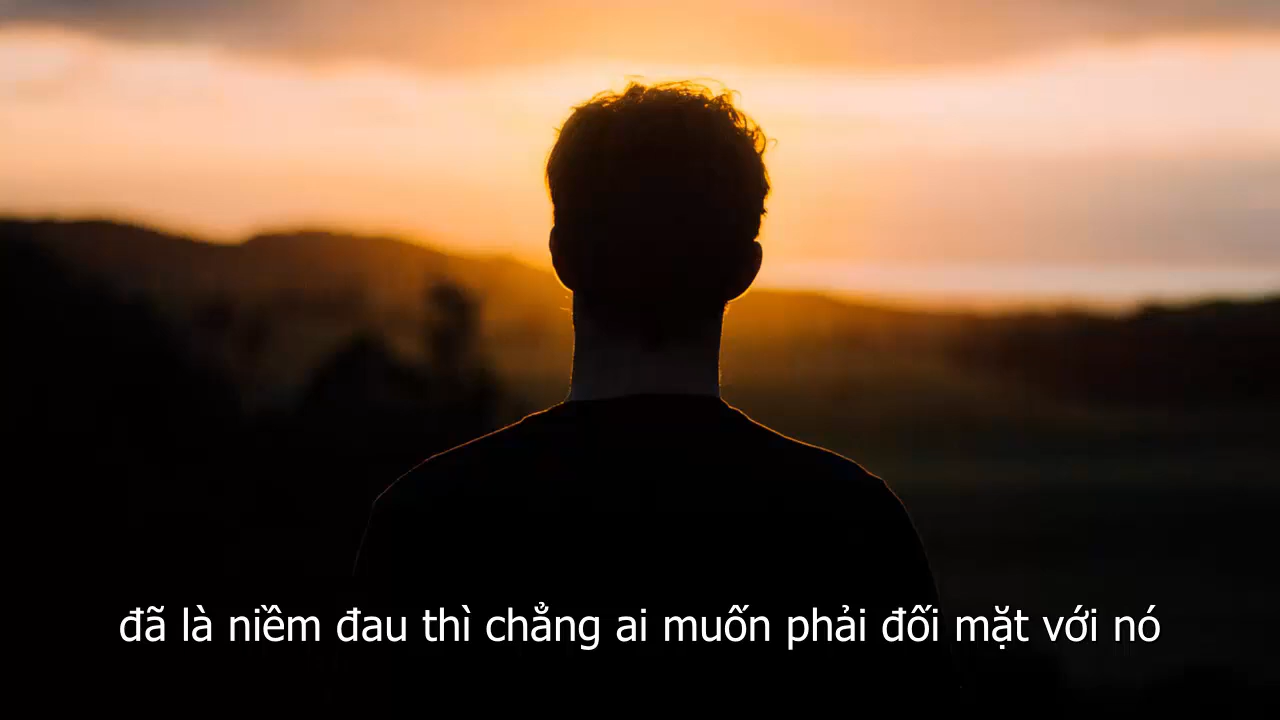 đã là niềm đau thì chẳng ai muốn phải đối mặt với nó